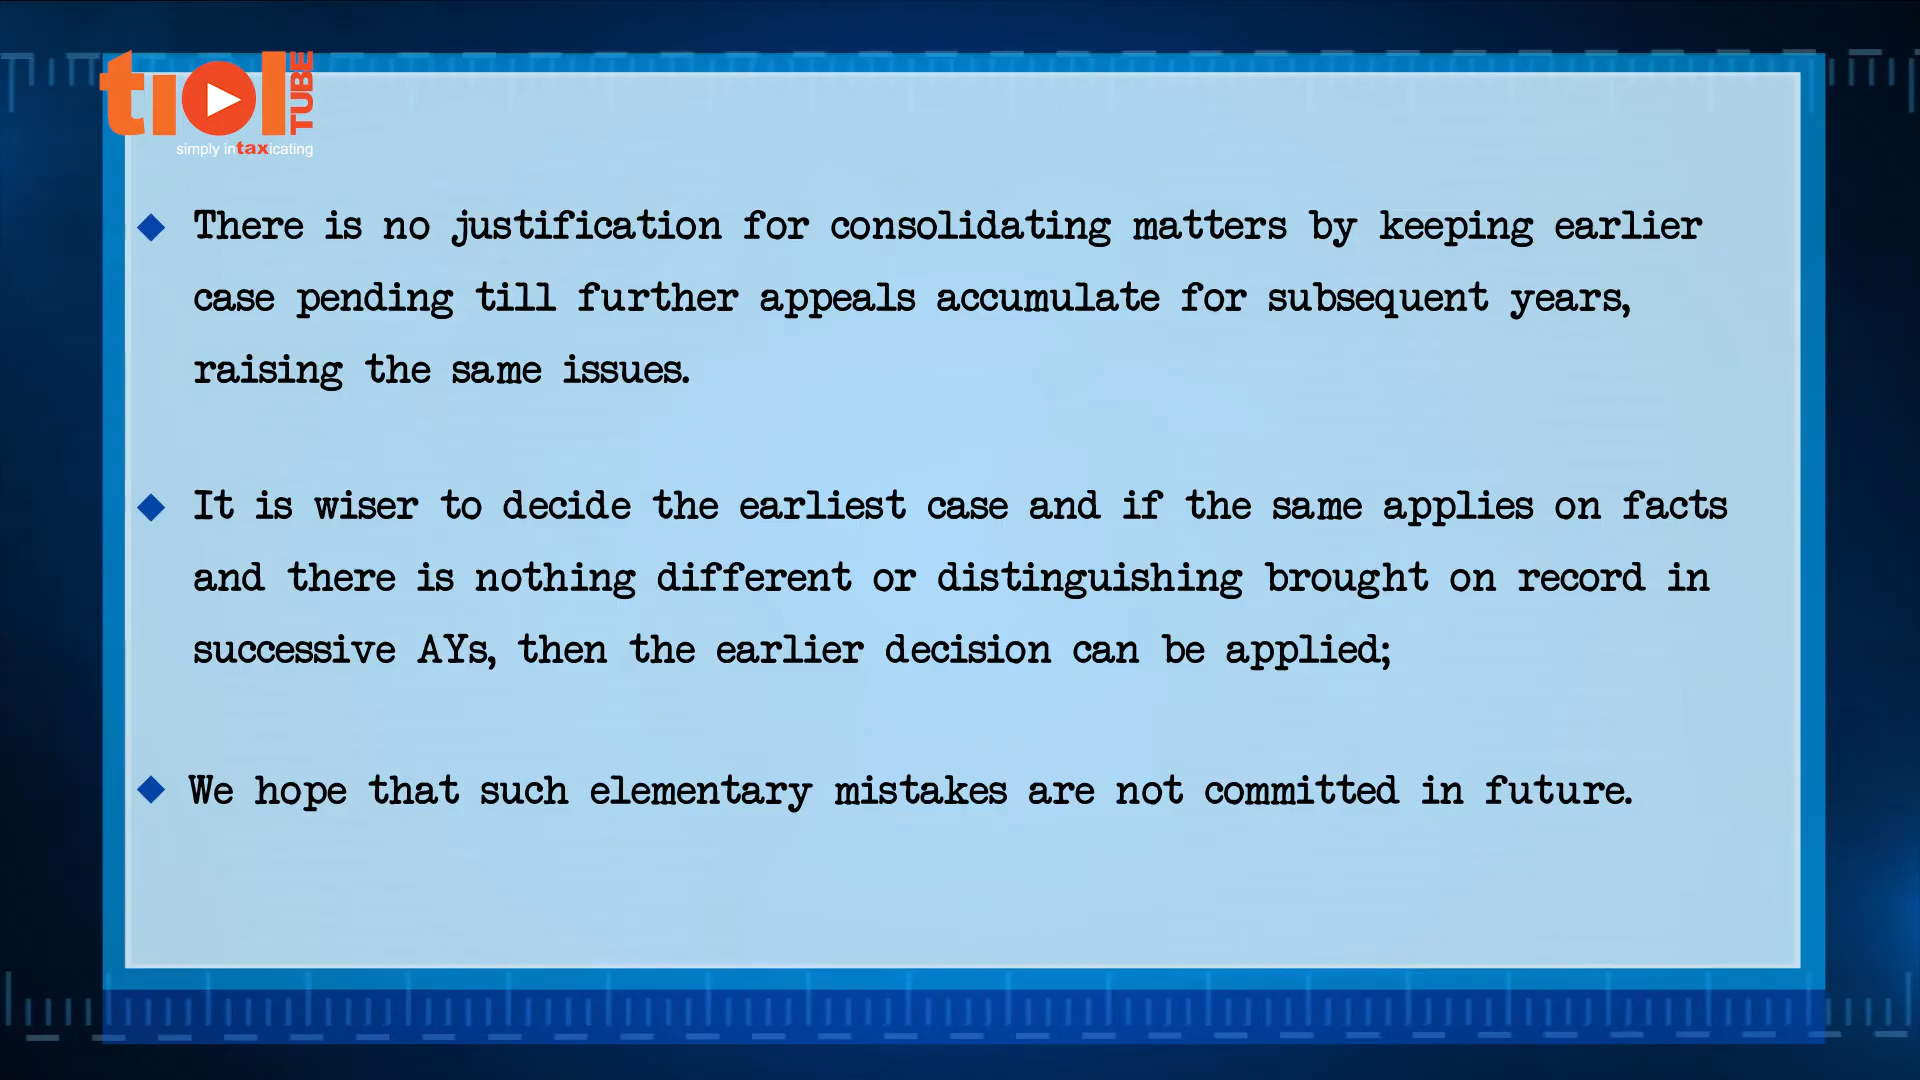 tiol TUBE
simply intaxicating
There is no justification for consolidating matters by keeping earlier
case pending till further appeals accumulate for subsequent years,
raising the same issues.
It is wiser to decide the earliest case and if the same applies on facts
and there is nothing different or distinguishing brought on record in
successive AYs, then the earlier decision can be applied;
We hope that such elementary mistakes are not committed in future.